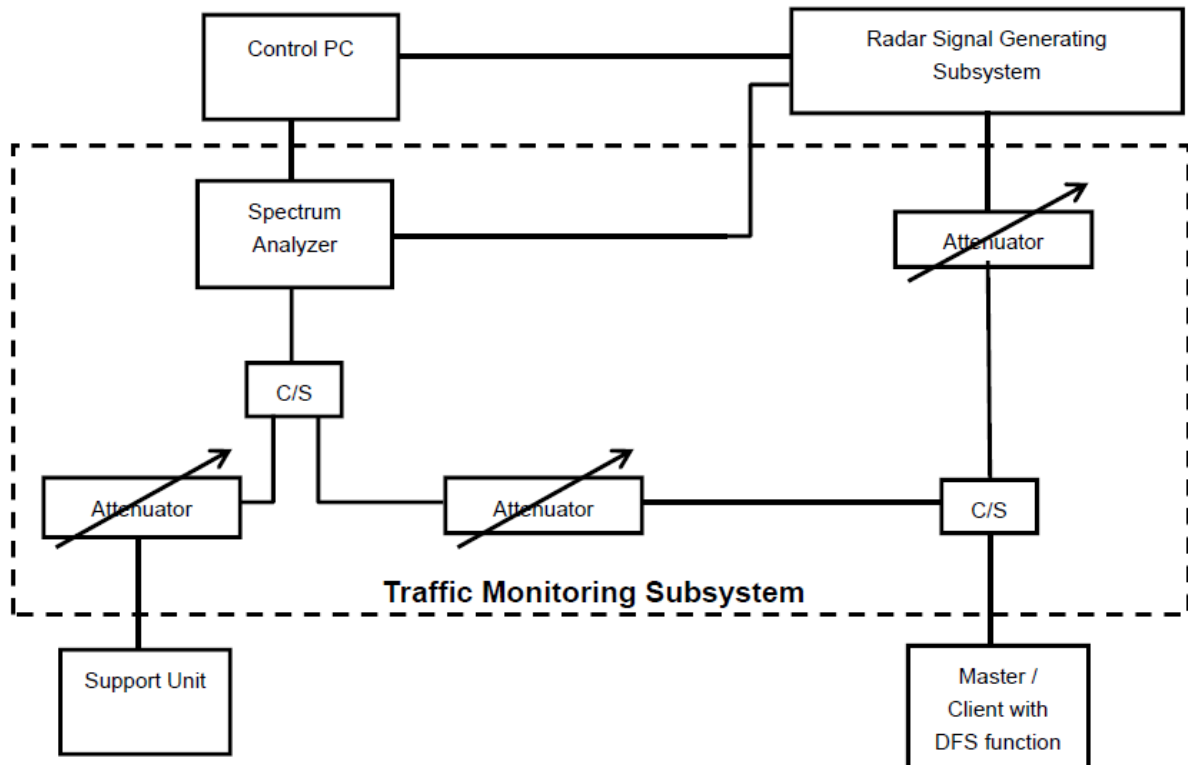 Control PC
Radar Signal Generating
Subsystem
Spectrum
Analyzer
Attenuator
C/S
Attenuator
Attenuator
C/S
Traffic Monitoring Subsystem
Support Unit
Master /
Client with
DFS function